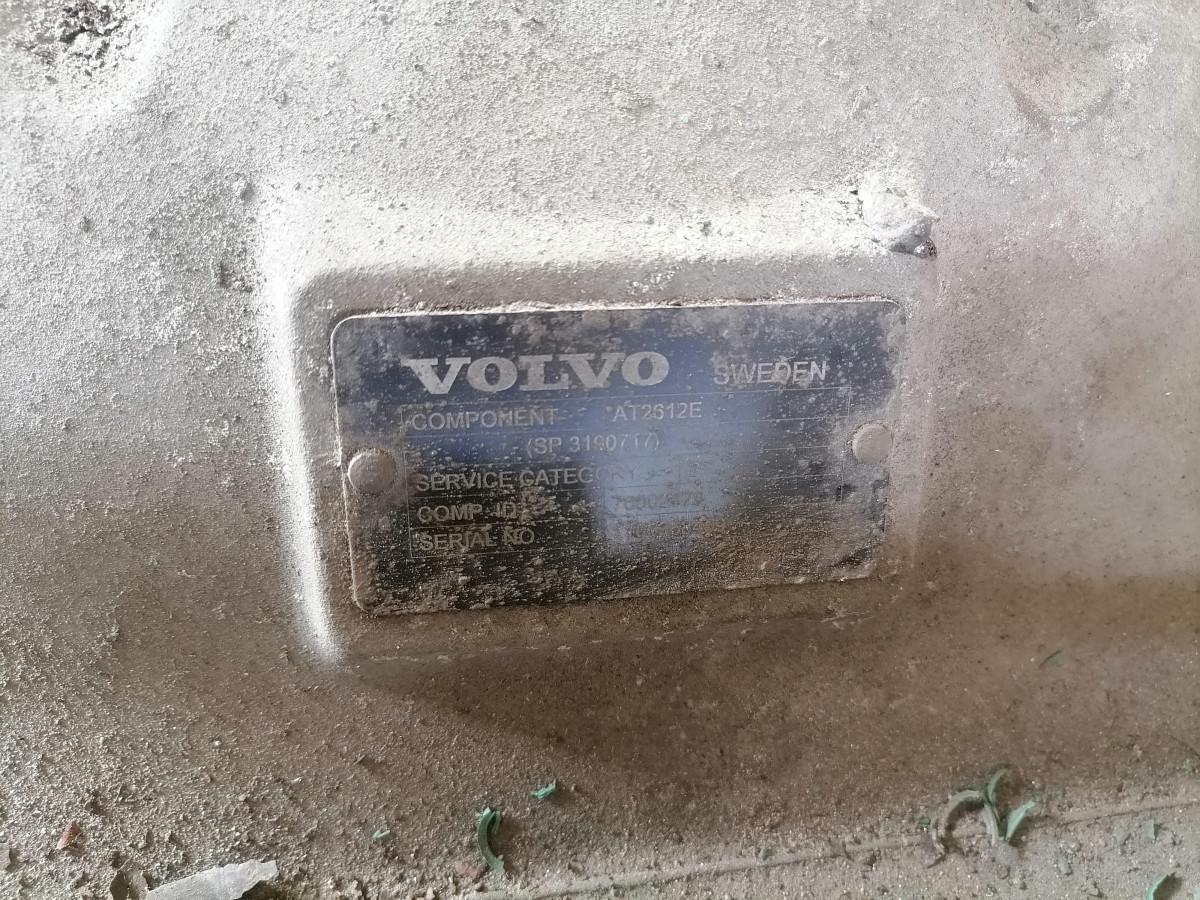 VOLVO SWEDEN
COMPONENT AT2612E
(SP 3190717)
SERVICE CATEGORY
COMP. ID
SERIAL NO